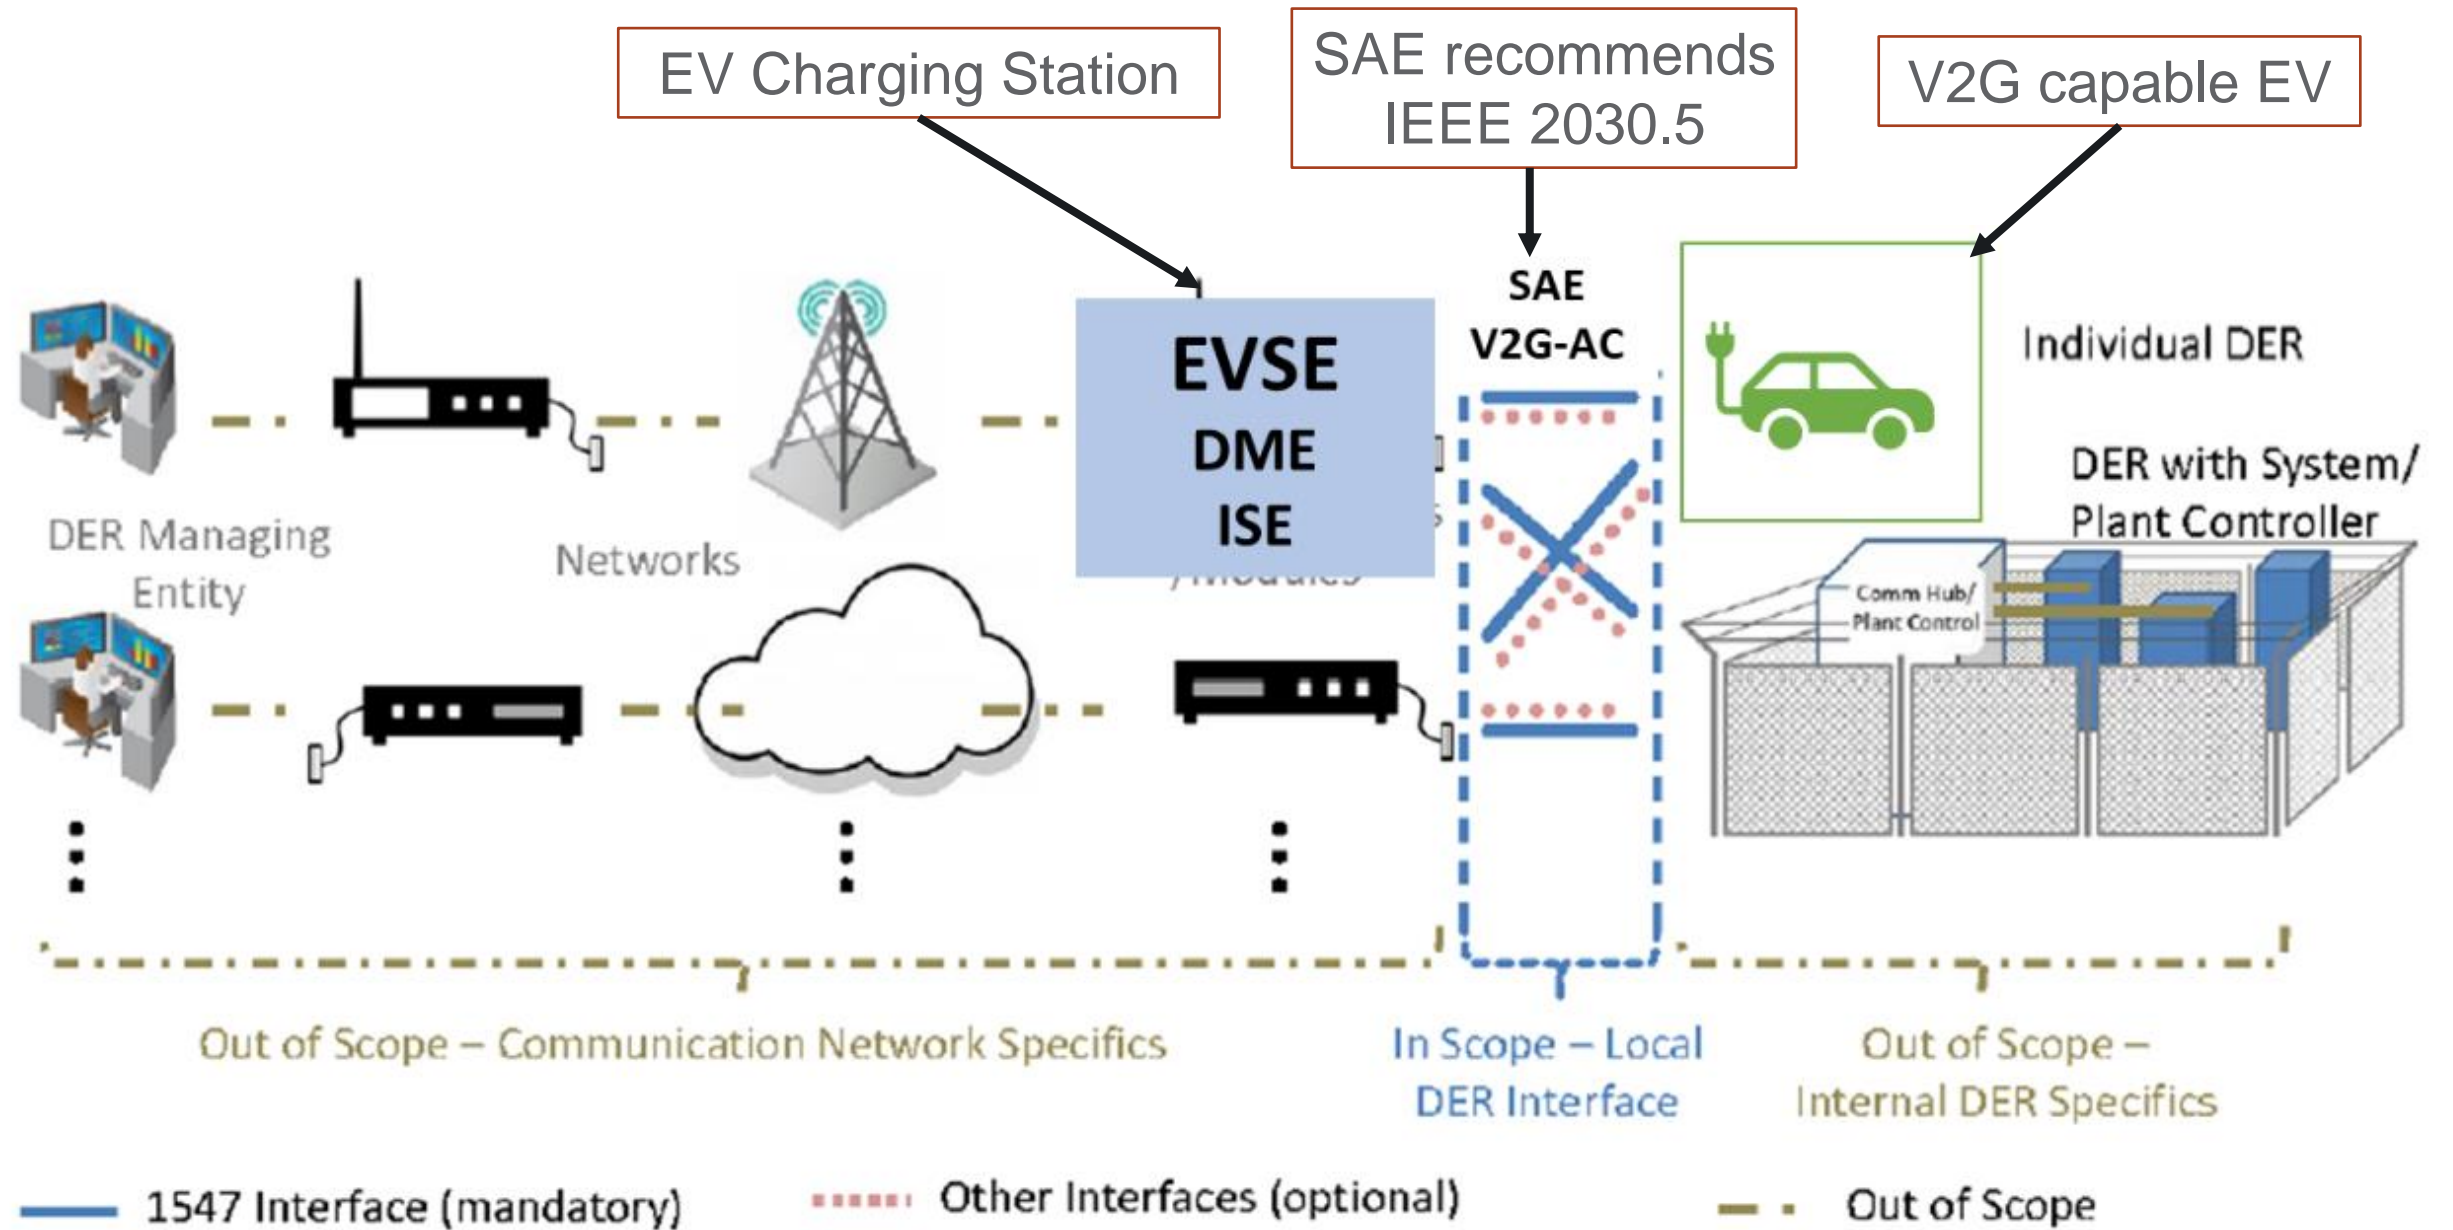 EV Charging Station
SAE recommends
IEEE 2030.5
V2G capable EV
SAE
V2G-AC
EVSE
DME
ISE
Individual DER
DER with System/
Plant Controller
DER Managing
Entity
Networks
Comm Hub/
Plant Control
Out of Scope – Communication Network Specifics
In Scope – Local
DER Interface
Out of Scope –
Internal DER Specifics
1547 Interface (mandatory)
Other Interfaces (optional)
Out of Scope